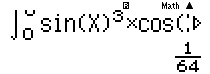 R Math ▲
∫₀ sin(X)³×cos(
1/64